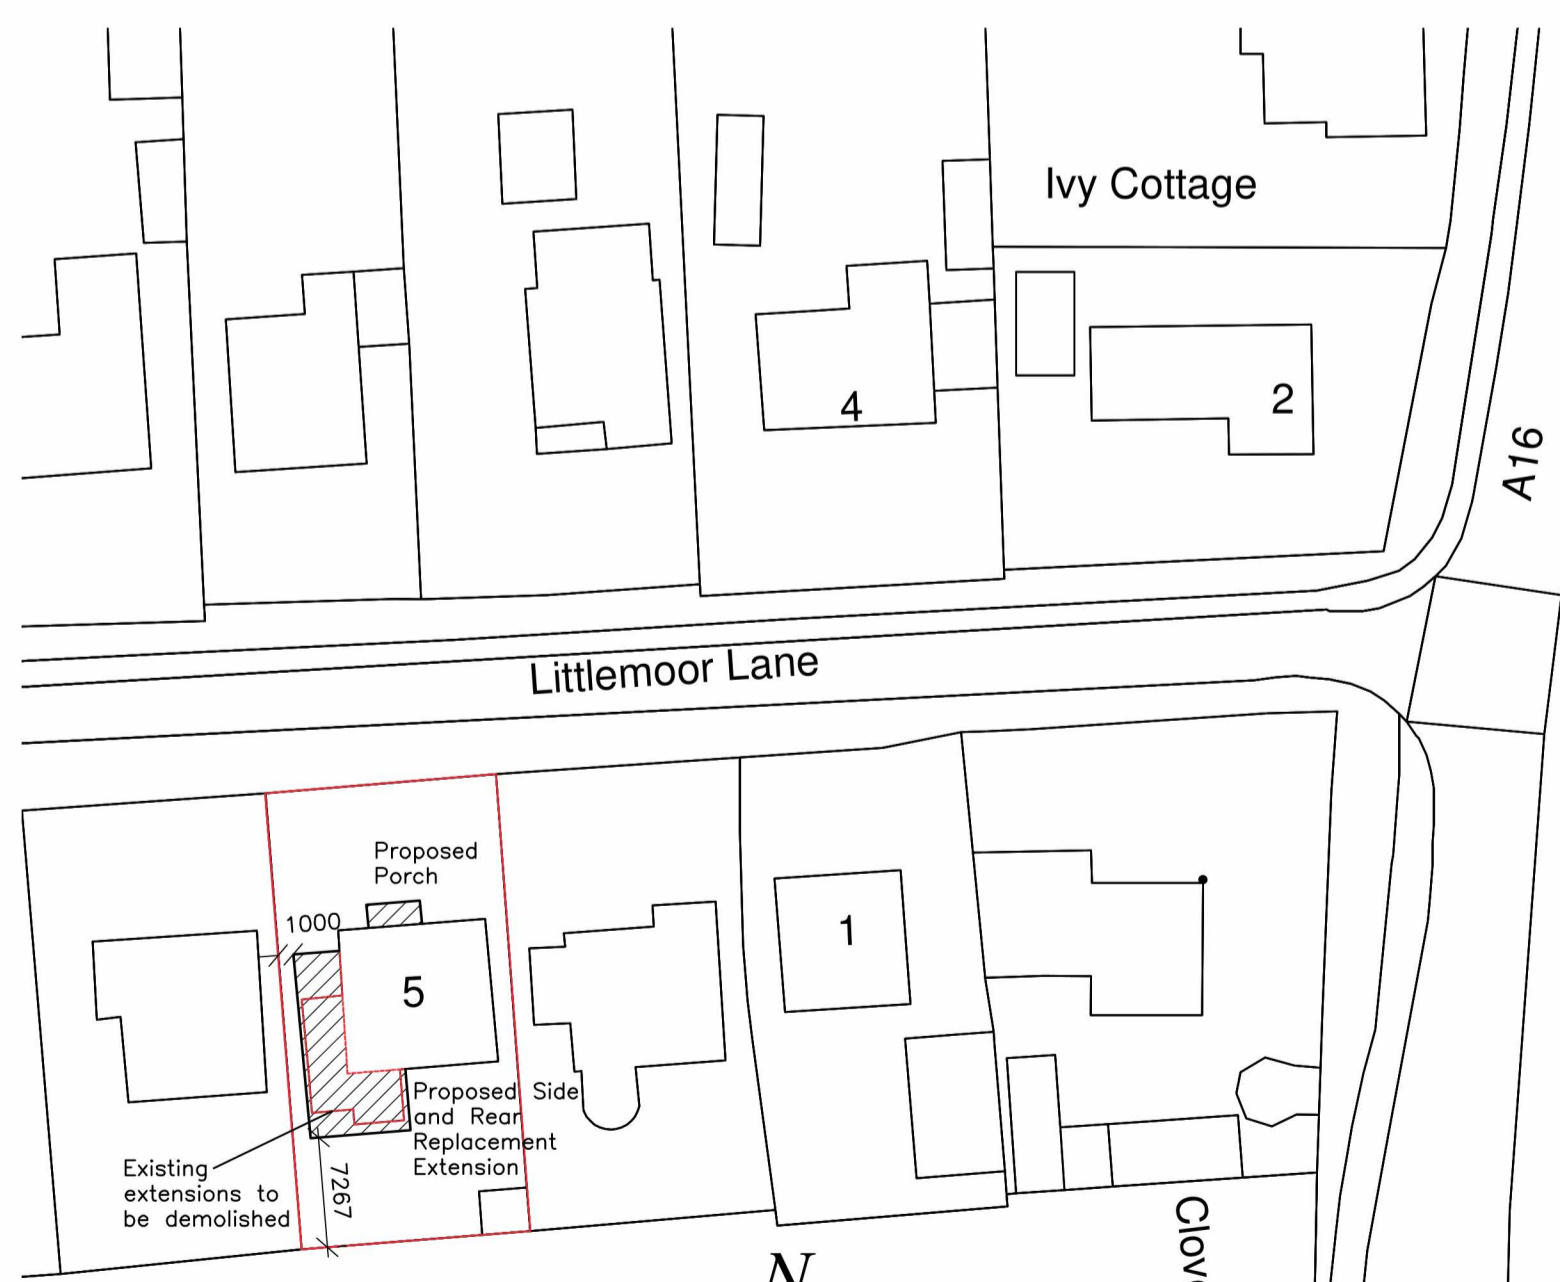 Ivy Cottage
4
2
A16
Littlemoor Lane
Proposed
Porch
1000
5
1
Proposed Side
and Rear
Replacement
Extension
Existing
extensions to
be demolished
7267
Clov
N